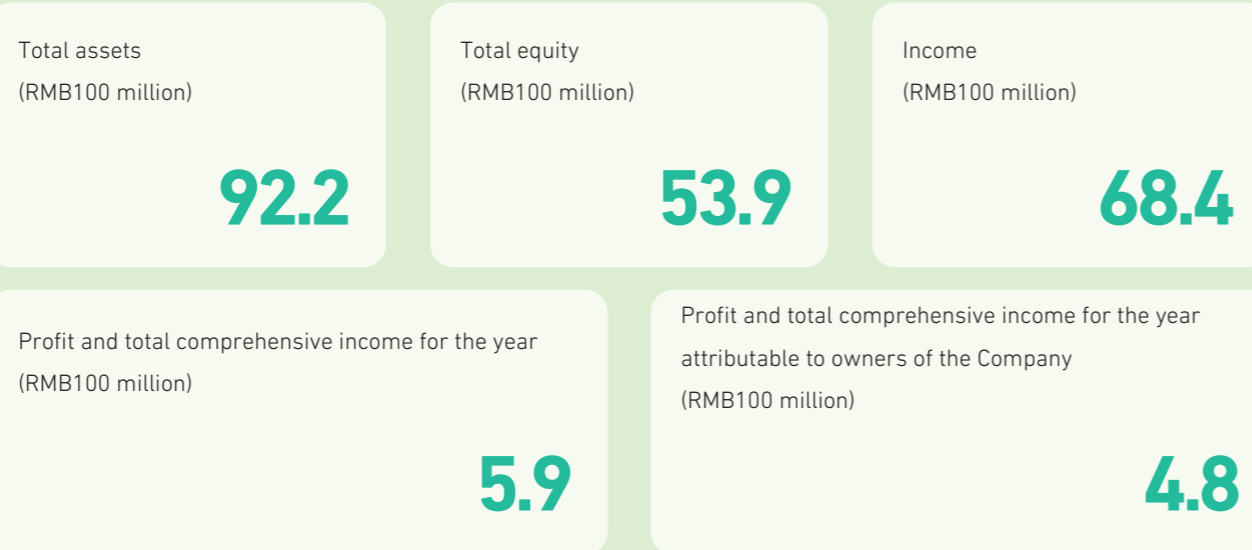 Total assets
(RMB100 million)
92.2
Total equity
(RMB100 million)
53.9
Income
(RMB100 million)
68.4
Profit and total comprehensive income for the year
(RMB100 million)
5.9
Profit and total comprehensive income for the year
attributable to owners of the Company
(RMB100 million)
4.8